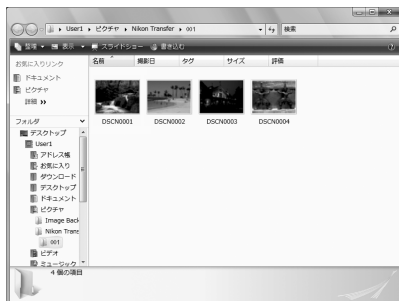 User1 ▸ ピクチャ ▸ Nikon Transfer ▸ 001
検索
整理 表示 スライドショー 書き込む
お気に入りリンク
ドキュメント
ピクチャ
詳細 »
フォルダ
デスクトップ
User1
アドレス帳
お気に入り
ダウンロード
デスクトップ
ドキュメント
ピクチャ
Image Back
Nikon Trans
001
ビデオ
ミュージック
名前 撮影日 タグ サイズ 評価
DSCN0001 DSCN0002 DSCN0003 DSCN0004
4 個の項目